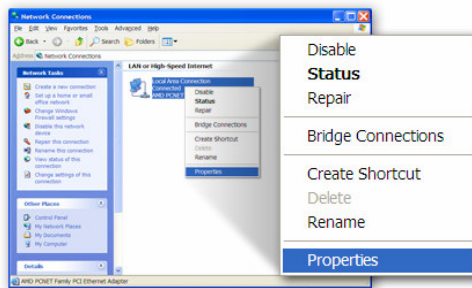 Network Connections
File Edit View Favorites Tools Advanced Help
Back Search Folders
Address Network Connections
Network Tasks
Create a new connection
Set up a home or small
office network
Change Windows
Firewall settings
Disable this network
device
Repair this connection
Rename this connection
View status of this
connection
Change settings of this
connection
Other Places
Control Panel
My Network Places
My Documents
My Computer
Details
LAN or High-Speed Internet
Local Area Connection
Connected
AMD PCNET
Disable
Status
Repair
Bridge Connections
Create Shortcut
Delete
Rename
Properties
AMD PCNET Family PCI Ethernet Adapter
Disable
Status
Repair
Bridge Connections
Create Shortcut
Delete
Rename
Properties